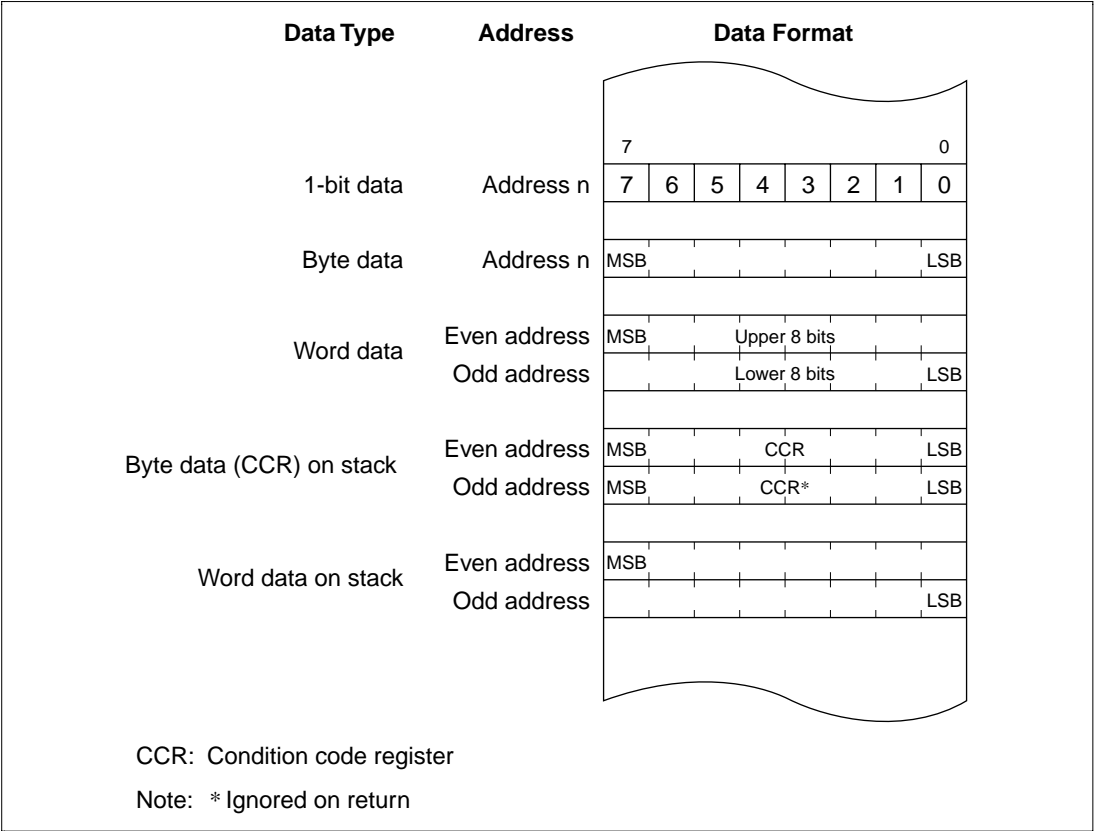 Data Type Address Data Format
7 0
1-bit data Address n 7 6 5 4 3 2 1 0
Byte data Address n MSB LSB
Word data
Even address MSB Upper 8 bits
Odd address Lower 8 bits LSB
Byte data (CCR) on stack
Even address MSB CCR LSB
Odd address MSB CCR* LSB
Word data on stack
Even address MSB
Odd address LSB
CCR: Condition code register
Note: * Ignored on return